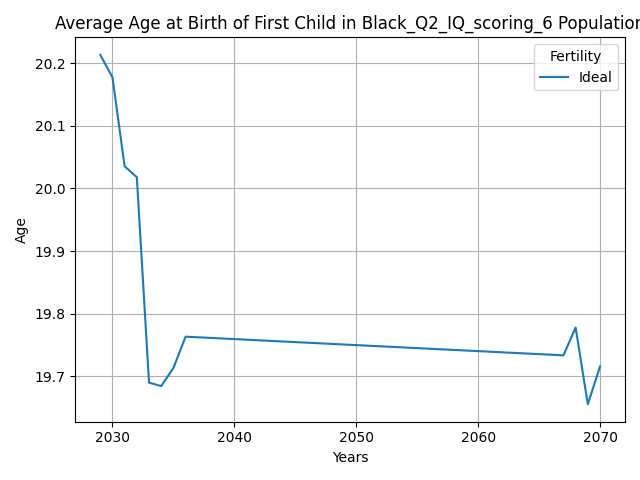 Average Age at Birth of First Child in Black_Q2_IQ_scoring_6 Population
Fertility
Ideal
20.2
20.1
20.0
19.9
19.8
19.7
Age
2030 2040 2050 2060 2070
Years